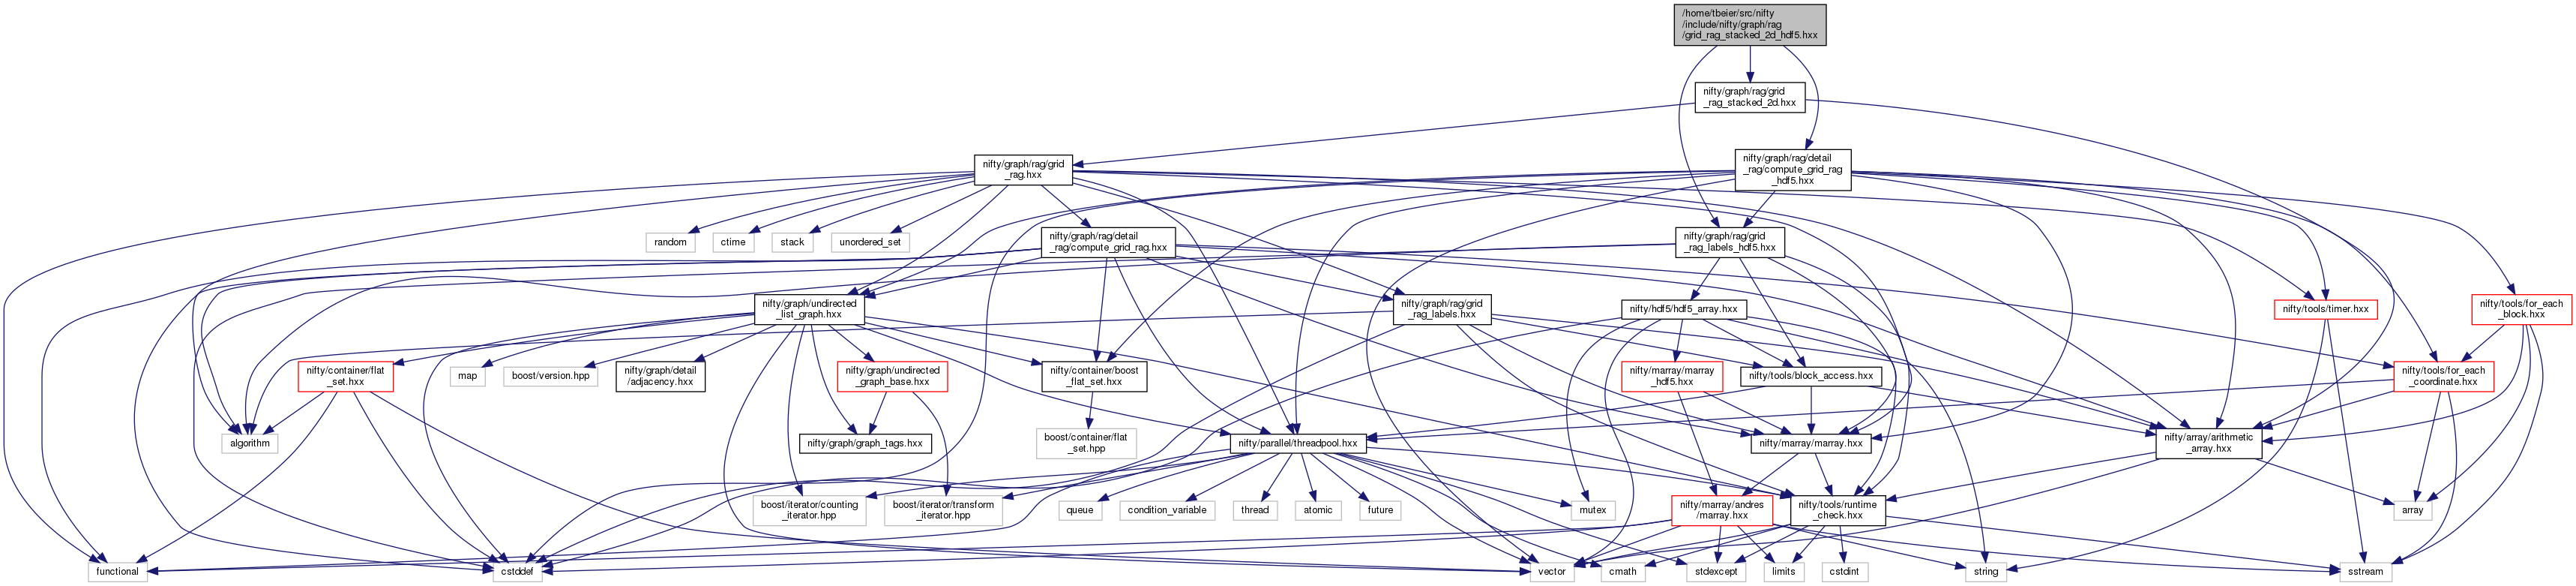 /home/tbeier/src/nifty
/include/nifty/graph/rag
/grid_rag_stacked_2d_hdf5.hxx
nifty/graph/rag/grid
_rag_stacked_2d.hxx
nifty/graph/rag/grid
_rag.hxx
nifty/graph/rag/detail
_rag/compute_grid_rag
_hdf5.hxx
random
ctime
stack
unordered_set
nifty/graph/rag/detail
_rag/compute_grid_rag.hxx
nifty/graph/rag/grid
_rag_labels_hdf5.hxx
nifty/graph/undirected
_list_graph.hxx
nifty/graph/rag/grid
_rag_labels.hxx
nifty/hdf5/hdf5_array.hxx
nifty/tools/timer.hxx
nifty/tools/for_each
_block.hxx
nifty/container/flat
_set.hxx
map
boost/version.hpp
nifty/graph/detail
/adjacency.hxx
nifty/graph/undirected
_graph_base.hxx
nifty/container/boost
_flat_set.hxx
nifty/marray/marray
_hdf5.hxx
nifty/tools/block_access.hxx
nifty/tools/for_each
_coordinate.hxx
algorithm
nifty/graph/graph_tags.hxx
boost/container/flat
_set.hpp
nifty/parallel/threadpool.hxx
nifty/marray/marray.hxx
nifty/array/arithmetic
_array.hxx
boost/iterator/counting
_iterator.hpp
boost/iterator/transform
_iterator.hpp
queue
condition_variable
thread
atomic
future
mutex
nifty/marray/andres
/marray.hxx
nifty/tools/runtime
_check.hxx
array
functional
cstddef
vector
cmath
stdexcept
limits
cstdint
string
sstream